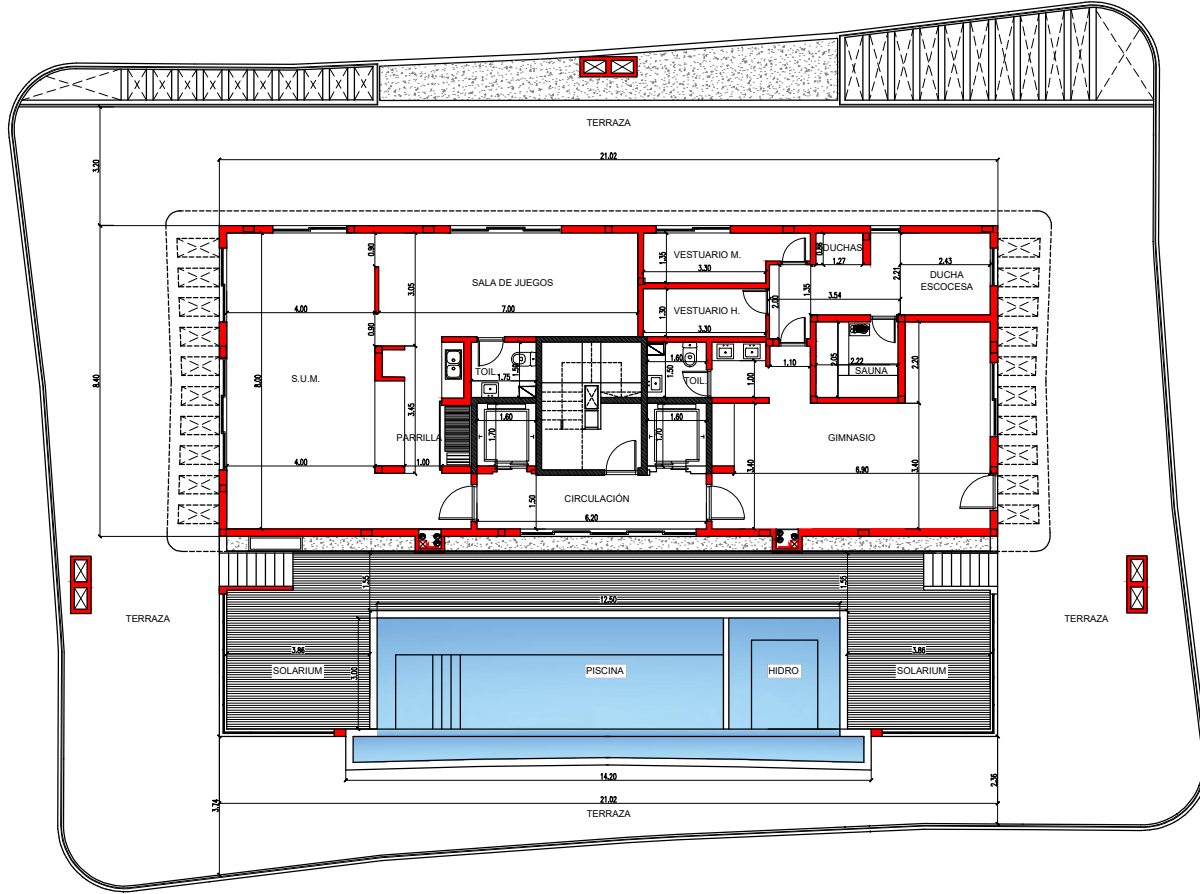 TERRAZA
21.02
3.20
0.90
0.86
DUCHAS
VESTUARIO M.
1.35
3.30
1.27
2.43
2.21
DUCHA
ESCOCESA
SALA DE JUEGOS
3.05
4.00
7.00
1.30
VESTUARIO H.
3.30
2.00
1.35
3.54
0.90
8.00
S.U.M.
8.40
TOIL.
1.50
1.75
1.60
1.50
TOIL.
1.00
1.10
2.05
2.22
SAUNA
2.20
3.45
PARRILLA
1.00
4.00
1.60
1.70
1.60
1.70
GIMNASIO
6.90
3.40
3.40
CIRCULACIÓN
1.50
6.20
1.55
1.55
12.50
TERRAZA
TERRAZA
3.86
SOLARIUM
3.00
PISCINA
HIDRO
3.86
SOLARIUM
14.20
21.02
3.74
2.36
TERRAZA